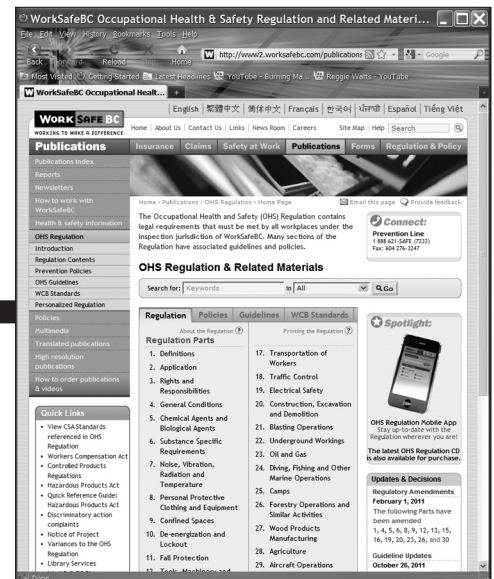 WorkSafeBC Occupational Health & Safety Regulation and Related Materi...
File Edit View History Bookmarks Tools Help
Back Forward Reload Stop Home http://www2.worksafebc.com/publications Google
Most Visited Getting Started Latest Headlines YouTube - Burning Ma... Reggie Watts - YouTube
WorkSafeBC Occupational Healt... +
English | 繁體中文 | 简体中文 | Français | 한국어 | ਪੰਜਾਬੀ | Español | Tiếng Việt
WORK SAFE BC
WORKING TO MAKE A DIFFERENCE
Home | About Us | Contact Us | Links | News Room | Careers Site Map | Help Search
Publications
Insurance Claims Safety at Work Publications Forms Regulation & Policy
Publications Index
Reports
Newsletters
How to work with
WorkSafeBC
Health & safety information
OHS Regulation
Introduction
Regulation Contents
Prevention Policies
OHS Guidelines
WCB Standards
Personalized Regulation
Policies
Multimedia
Translated publications
High resolution
publications
How to order publications
& videos
Quick Links
• View CSA Standards
referenced in OHS
Regulation
• Workers Compensation Act
• Controlled Products
Regulations
• Hazardous Products Act
• Quick Reference Guide:
Hazardous Products Act
• Discriminatory action
complaints
• Notice of Project
• Variances to the OHS
Regulation
• Library Services
Home > Publications > OHS Regulation > Home Page
Email this page Provide feedback
The Occupational Health and Safety (OHS) Regulation contains
legal requirements that must be met by all workplaces under the
inspection jurisdiction of WorkSafeBC. Many sections of the
Regulation have associated guidelines and policies.
OHS Regulation & Related Materials
Search for: Keywords in All Go
Regulation Policies Guidelines WCB Standards
About the Regulation ? Printing the Regulation ?
Regulation Parts
1. Definitions
2. Application
3. Rights and
Responsibilities
4. General Conditions
5. Chemical Agents and
Biological Agents
6. Substance Specific
Requirements
7. Noise, Vibration,
Radiation and
Temperature
8. Personal Protective
Clothing and Equipment
9. Confined Spaces
10. De-energization and
Lockout
11. Fall Protection
12. Tools, Machinery and
17. Transportation of
Workers
18. Traffic Control
19. Electrical Safety
20. Construction, Excavation
and Demolition
21. Blasting Operations
22. Underground Workings
23. Oil and Gas
24. Diving, Fishing and Other
Marine Operations
25. Camps
26. Forestry Operations and
Similar Activities
27. Wood Products
Manufacturing
28. Agriculture
29. Aircraft Operations
Connect:
Prevention Line
1 888 621-SAFE (7233)
Fax: 604 276-3247
Spotlight:
OHS Regulation Mobile App
Stay up-to-date with the
Regulation wherever you are!
The latest OHS Regulation CD
is also available for purchase.
Updates & Decisions
Regulatory Amendments
February 1, 2011
The following Parts have
been amended
1, 4, 5, 6, 8, 9, 12, 13, 15,
16, 19, 20, 23, 26, and 30
Guideline Updates
October 26, 2011
Done